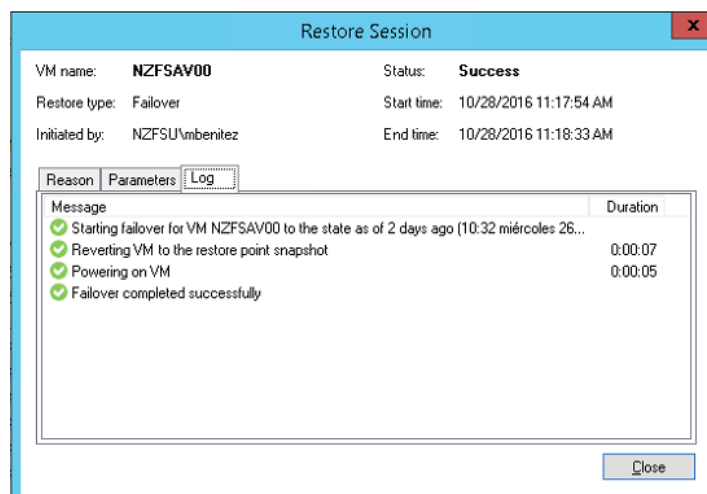 Restore Session
x
VM name: NZFSAV00 Status: Success
Restore type: Failover Start time: 10/28/2016 11:17:54 AM
Initiated by: NZFSU\mbenitez End time: 10/28/2016 11:18:33 AM
Reason Parameters Log
Message Duration
Starting failover for VM NZFSAV00 to the state as of 2 days ago (10:32 miércoles 26...
Reverting VM to the restore point snapshot 0:00:07
Powering on VM 0:00:05
Failover completed successfully
Close